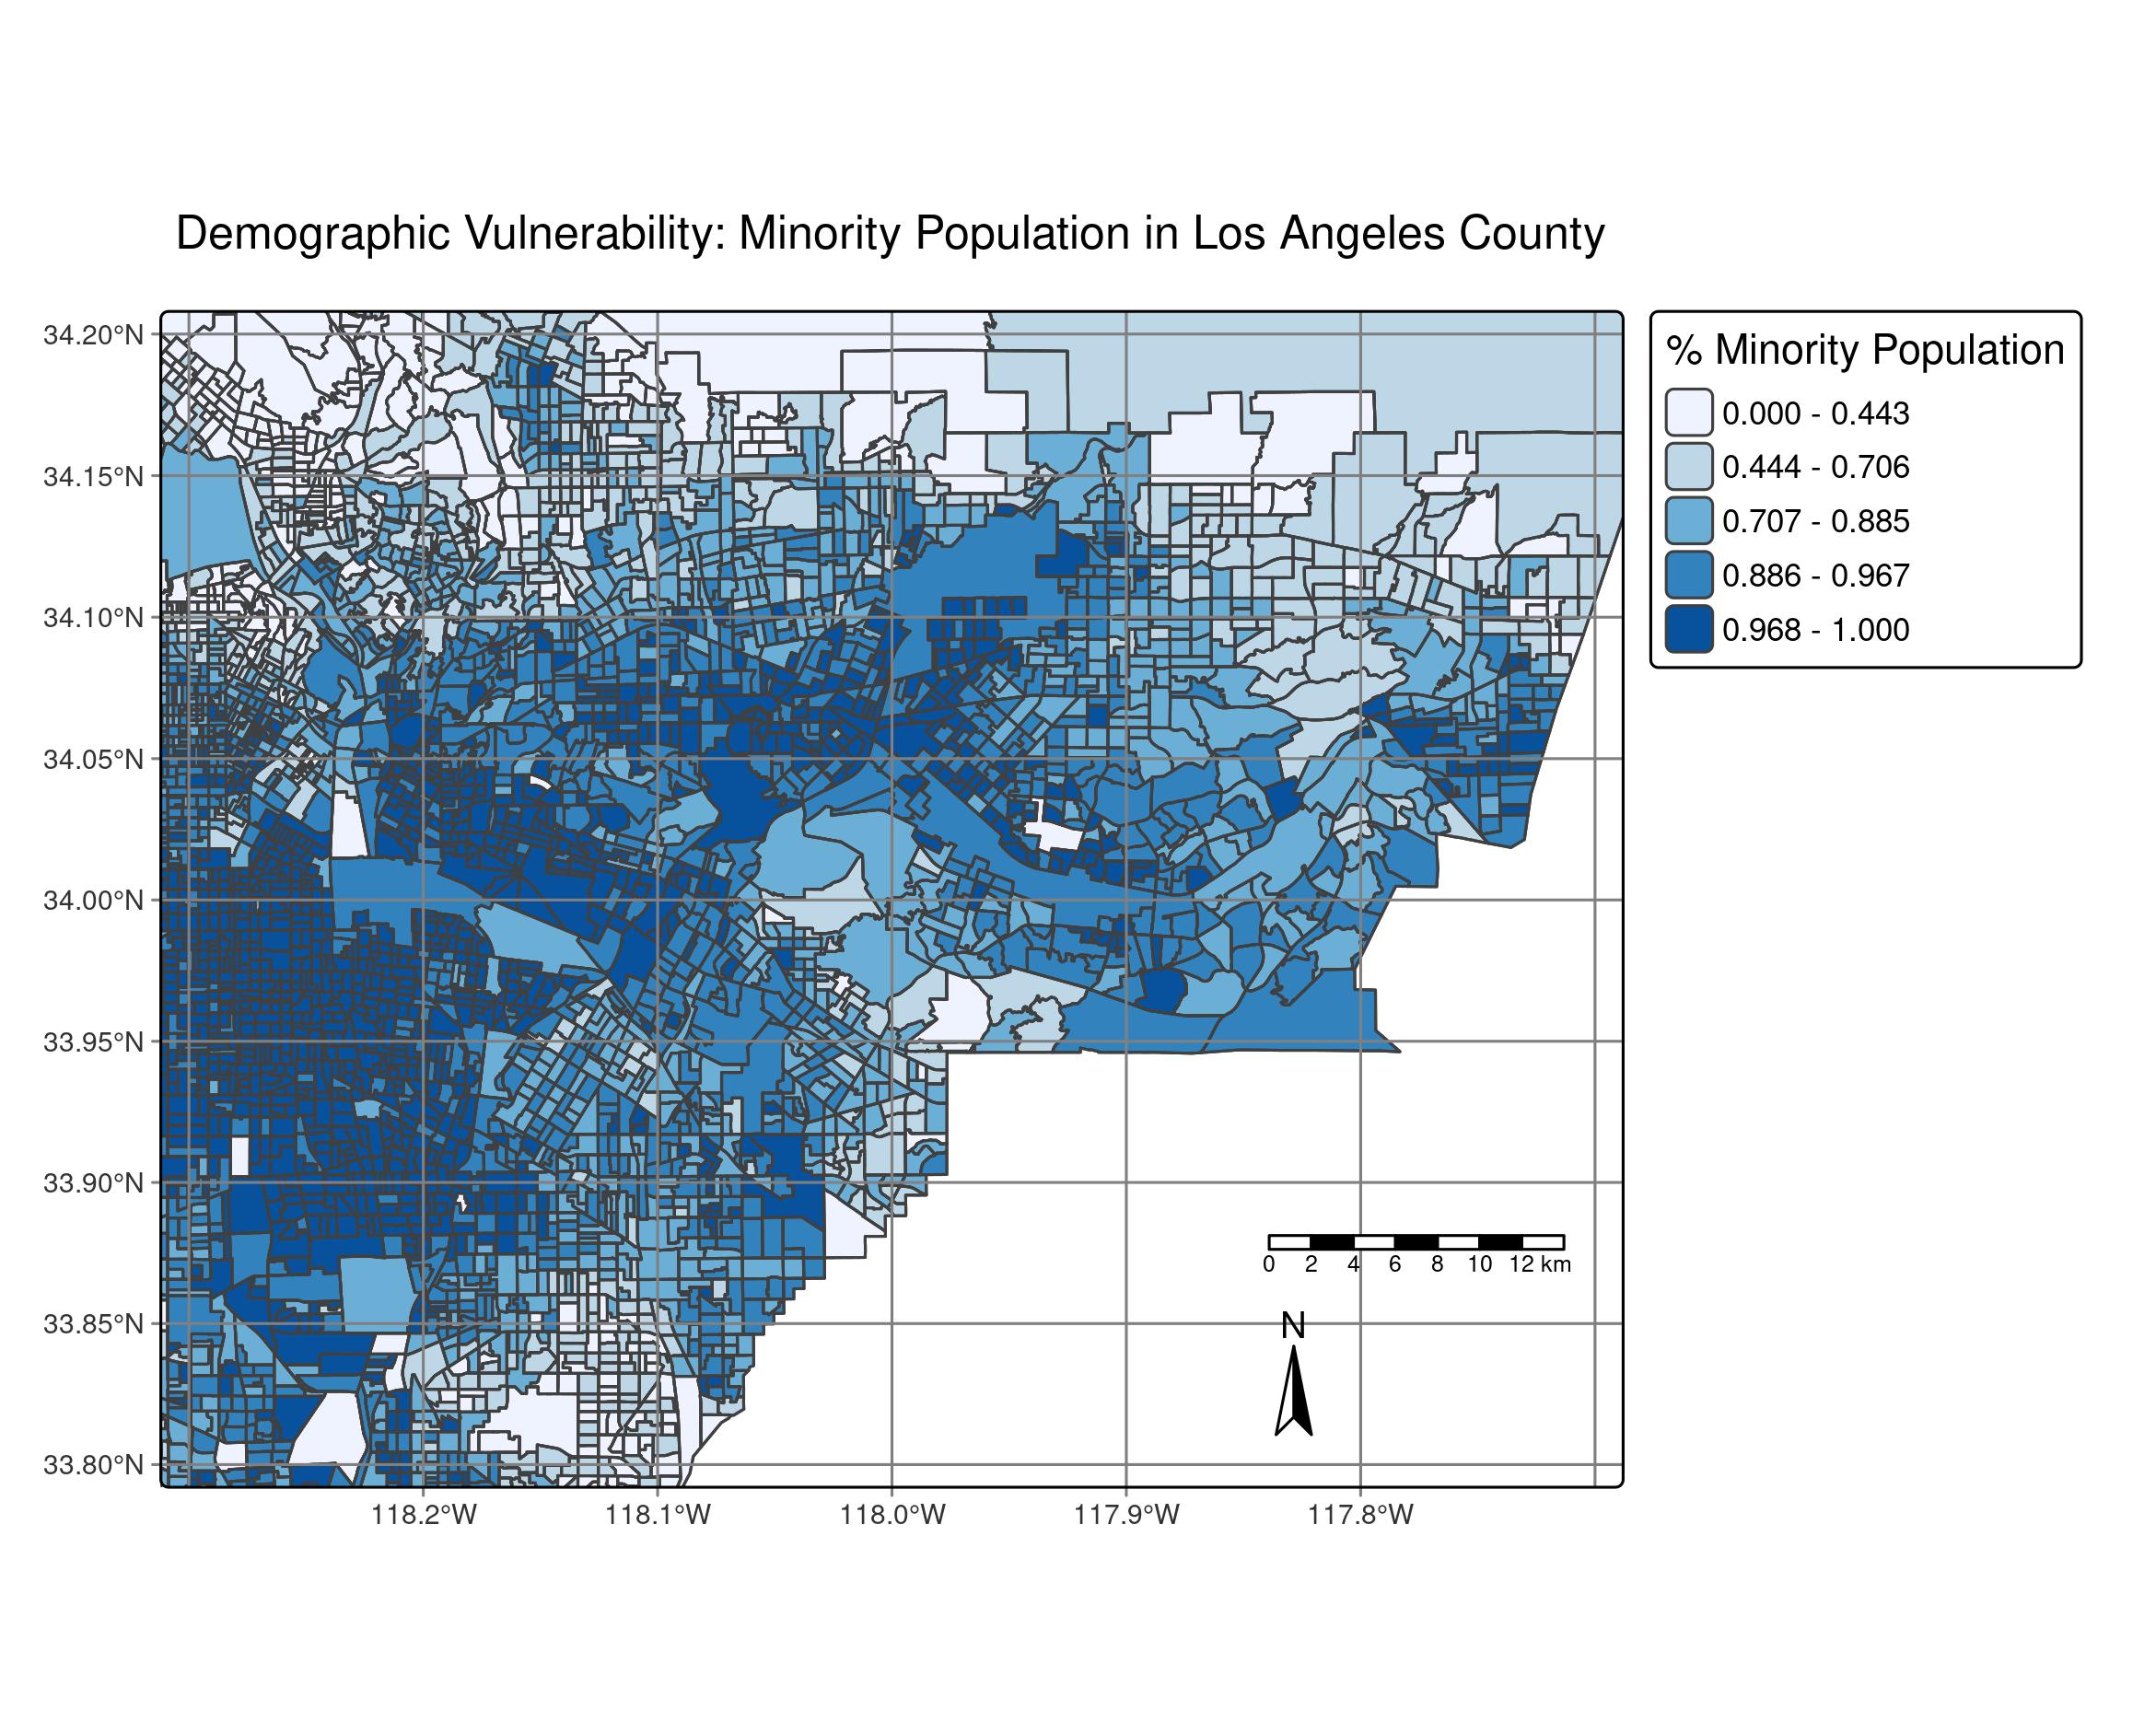 Demographic Vulnerability: Minority Population in Los Angeles County
% Minority Population
0.000 - 0.443
0.444 - 0.706
0.707 - 0.885
0.886 - 0.967
0.968 - 1.000
34.20°N
34.15°N
34.10°N
34.05°N
34.00°N
33.95°N
33.90°N
33.85°N
33.80°N
0 2 4 6 8 10 12 km
N
118.2°W 118.1°W 118.0°W 117.9°W 117.8°W